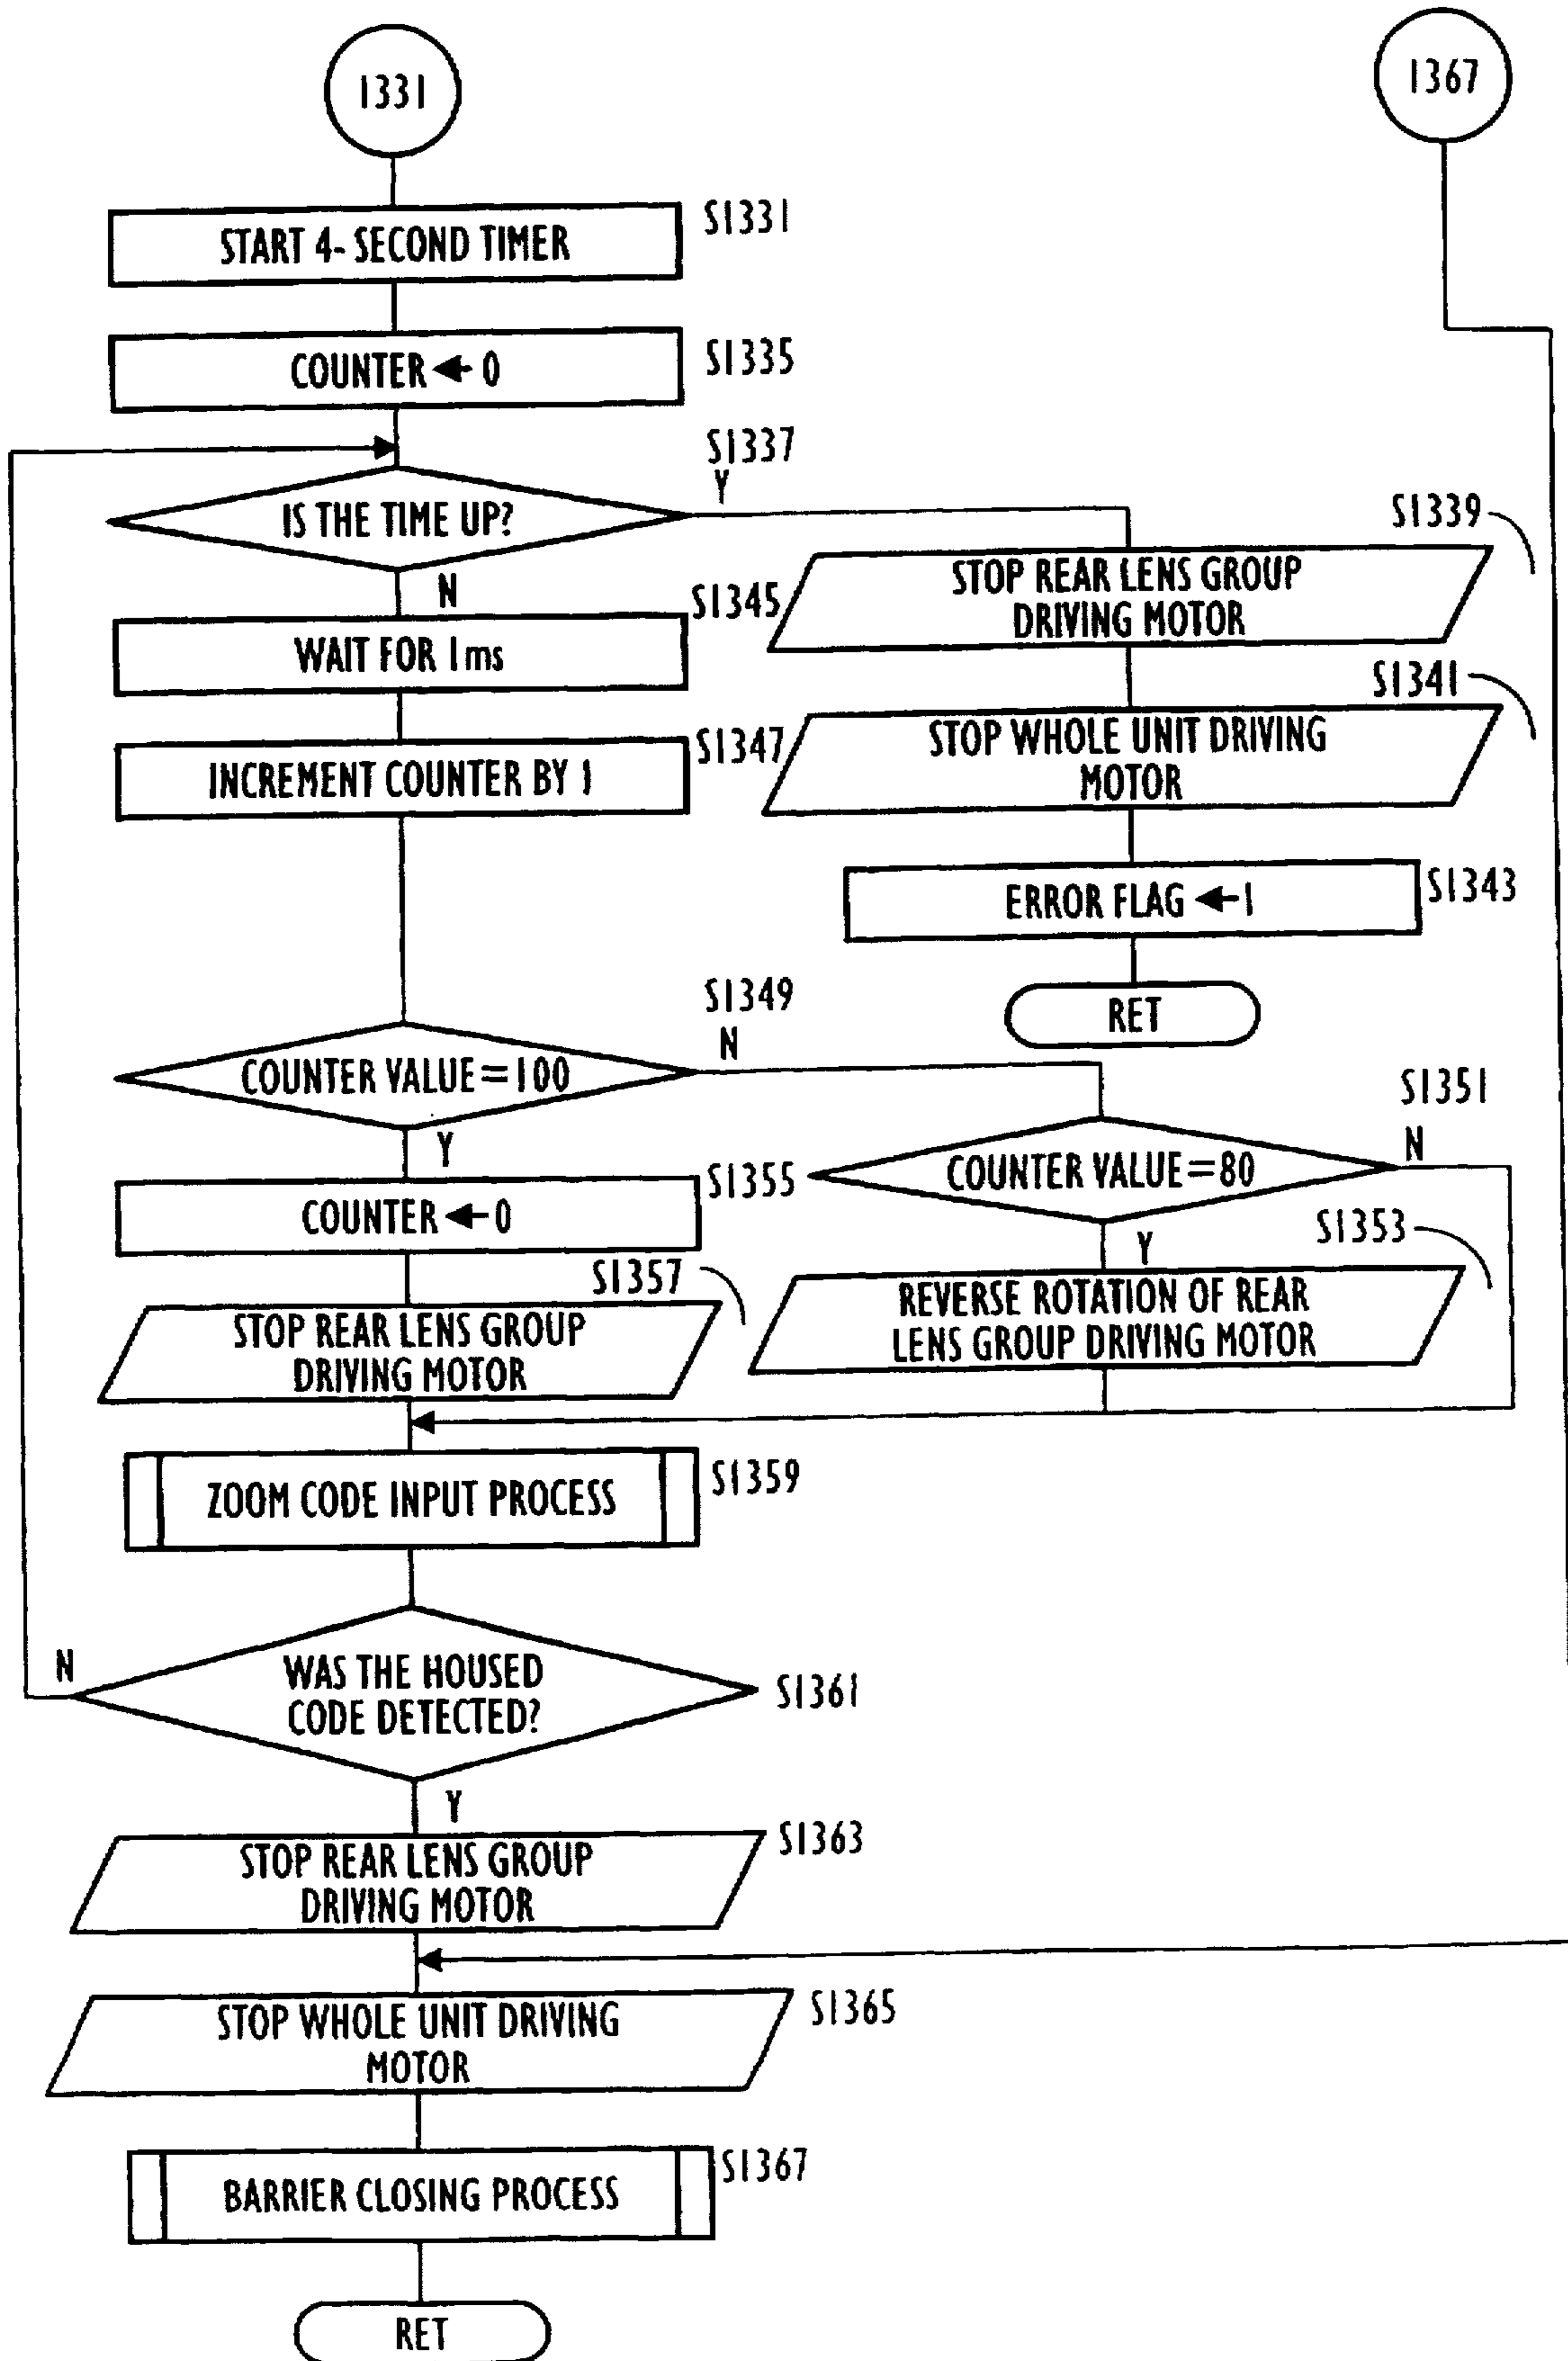 1331
1367
START 4- SECOND TIMER
S1331
COUNTER ← 0
S1335
S1337
IS THE TIME UP?
Y
N
S1339
STOP REAR LENS GROUP
DRIVING MOTOR
S1345
WAIT FOR 1ms
S1341
STOP WHOLE UNIT DRIVING
MOTOR
S1347
INCREMENT COUNTER BY 1
ERROR FLAG ← 1
S1343
RET
S1349
COUNTER VALUE=100
N
Y
S1351
COUNTER VALUE=80
N
Y
S1355
COUNTER ← 0
S1353
REVERSE ROTATION OF REAR
LENS GROUP DRIVING MOTOR
S1357
STOP REAR LENS GROUP
DRIVING MOTOR
ZOOM CODE INPUT PROCESS
S1359
N
WAS THE HOUSED
CODE DETECTED?
S1361
Y
STOP REAR LENS GROUP
DRIVING MOTOR
S1363
STOP WHOLE UNIT DRIVING
MOTOR
S1365
BARRIER CLOSING PROCESS
S1367
RET